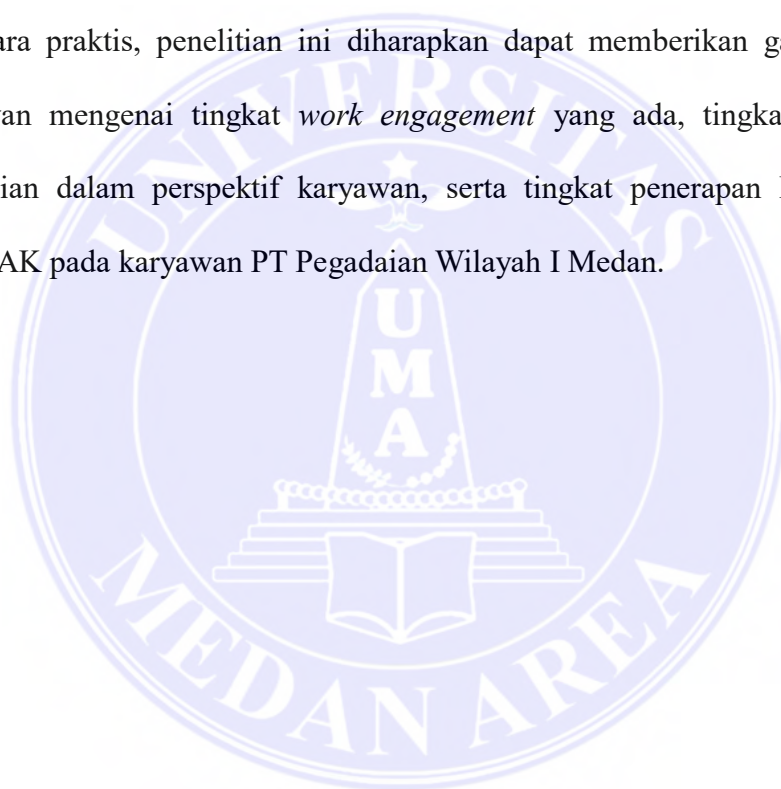 ara praktis, penelitian ini diharapkan dapat memberikan ga
an mengenai tingkat work engagement yang ada, tingka
ian dalam perspektif karyawan, serta tingkat penerapan
AK pada karyawan PT Pegadaian Wilayah I Medan.
UNIVERSITAS
U
M
A
MEDAN AREA